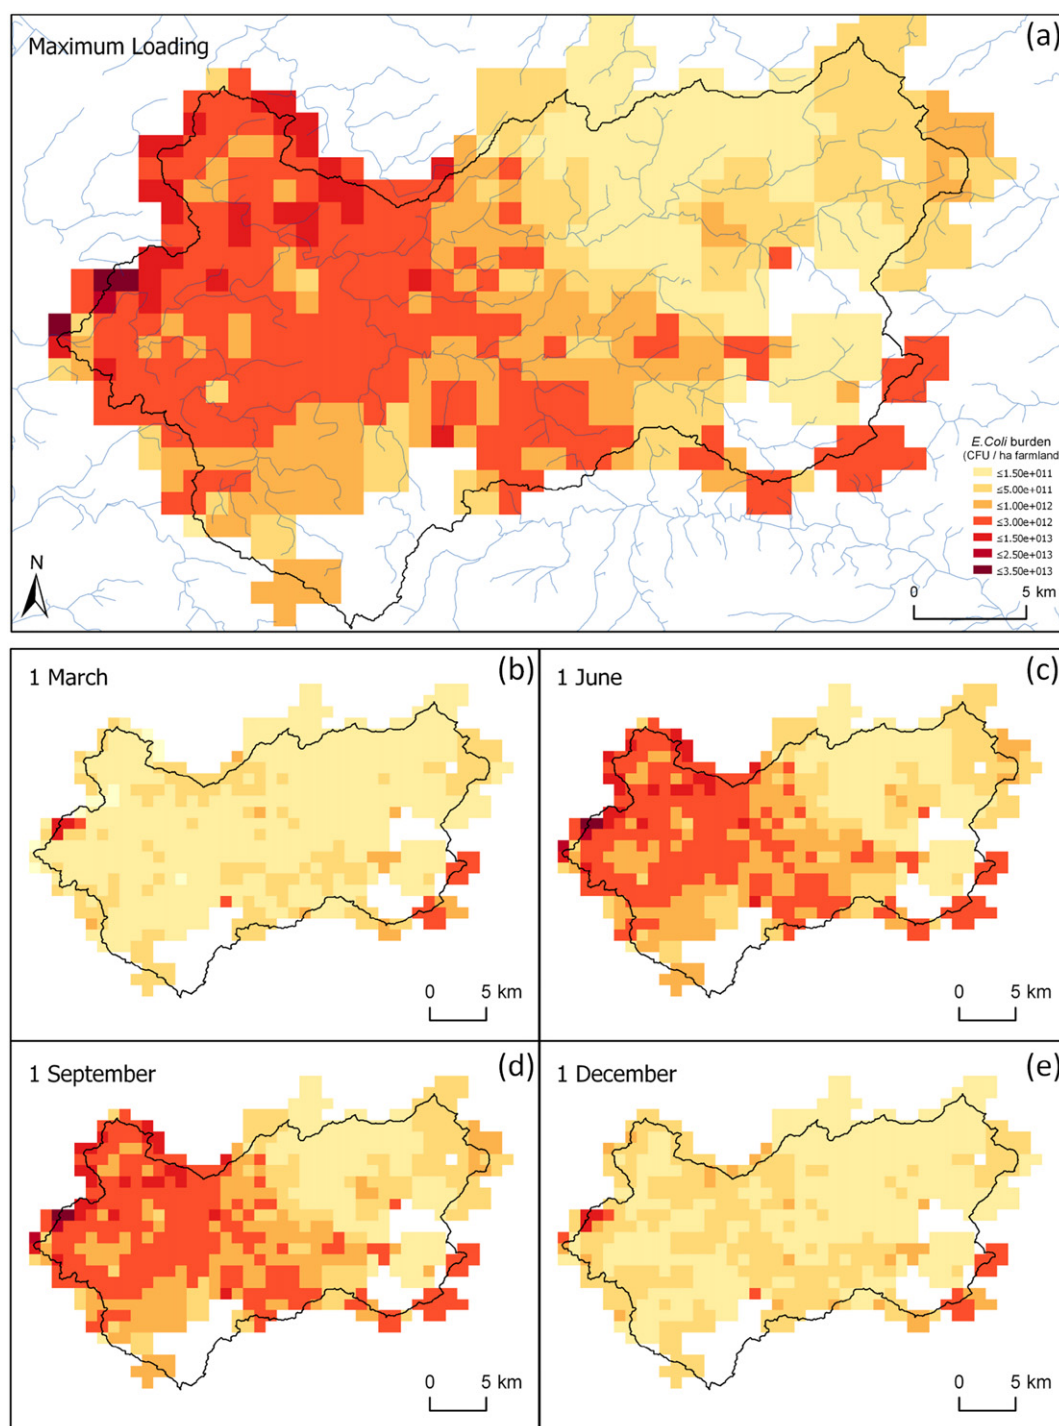 Maximum Loading
(a)
E.Coli burden
(CFU / ha farmland
≤1.50e+011
≤5.00e+011
≤1.00e+012
≤3.00e+012
≤1.50e+013
≤2.50e+013
≤3.50e+013
N
0 5 km
1 March
(b)
0 5 km
1 June
(c)
0 5 km
1 September
(d)
0 5 km
1 December
(e)
0 5 km